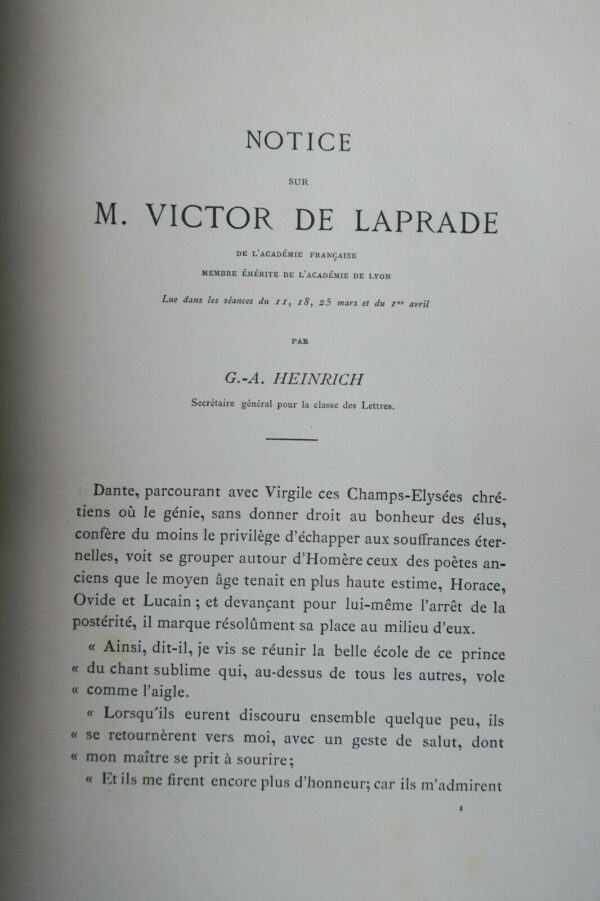 NOTICE
SUR
M. VICTOR DE LAPRADE
DE L'ACADÉMIE FRANÇAISE
MEMBRE ÉMÉRITE DE L'ACADÉMIE DE LYON
Lue dans les séances du 11, 18, 25 mars et du 1er avril
PAR
G.-A. HEINRICH
Secrétaire général pour la classe des Lettres.
Dante, parcourant avec Virgile ces Champs-Elysées chré-
tiens où le génie, sans donner droit au bonheur des élus,
confère du moins le privilège d'échapper aux souffrances éter-
nelles, voit se grouper autour d'Homère ceux des poètes an-
ciens que le moyen âge tenait en plus haute estime, Horace,
Ovide et Lucain ; et devançant pour lui-même l'arrêt de la
postérité, il marque résolûment sa place au milieu d'eux.
« Ainsi, dit-il, je vis se réunir la belle école de ce prince
« du chant sublime qui, au-dessus de tous les autres, vole
« comme l'aigle.
« Lorsqu'ils eurent discouru ensemble quelque peu, ils
« se retournèrent vers moi, avec un geste de salut, dont
« mon maître se prit à sourire;
« Et ils me firent encore plus d'honneur; car ils m'admirent
1